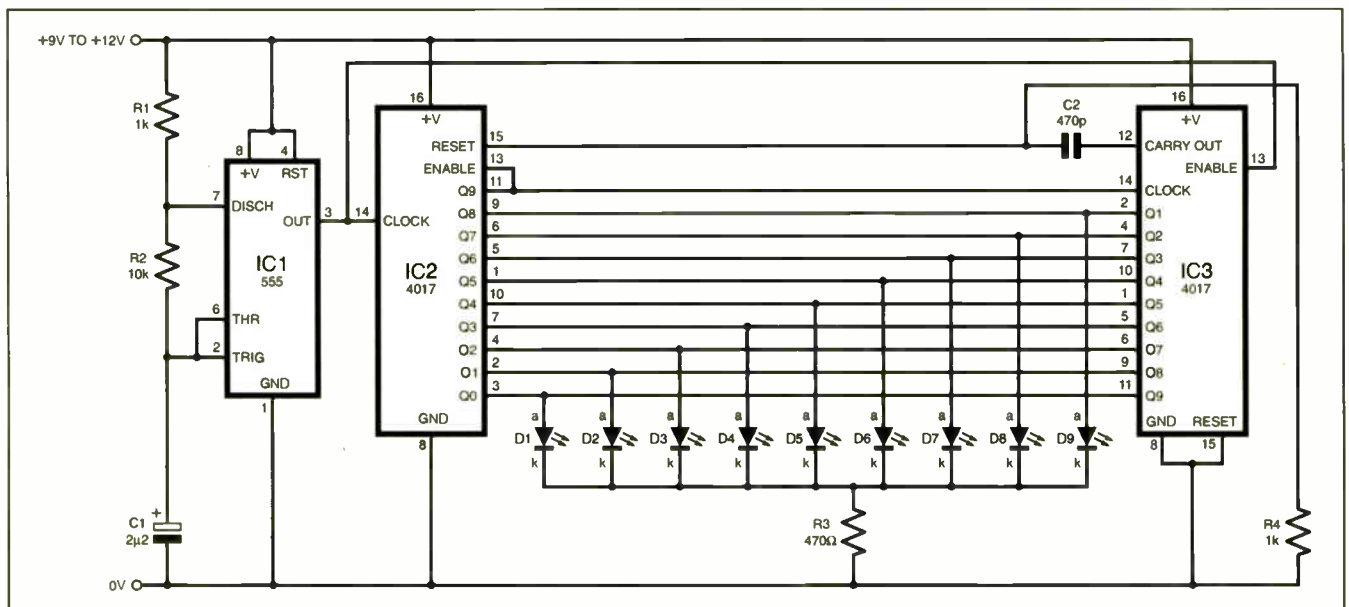 +9V TO +12V
R1
1k
R2
10k
C1
+
2µ2
0V
8
4
+V
RST
7
DISCH
OUT
3
IC1
555
6
THR
2
TRIG
GND
1
16
+V
14
CLOCK
IC2
4017
RESET
15
ENABLE
13
Q9
11
Q8
9
Q7
6
Q6
5
Q5
1
Q4
10
Q3
7
O2
4
O1
2
Q0
3
GND
8
a
D1
k
a
D2
k
a
D3
k
a
D4
k
a
D5
k
a
D6
k
a
D7
k
a
D8
k
a
D9
k
R3
470Ω
C2
470p
16
+V
12
CARRY OUT
ENABLE
13
14
CLOCK
2
Q1
4
Q2
7
Q3
10
Q4
1
Q5
5
Q6
6
O7
9
O8
11
Q9
IC3
4017
GND
RESET
8
15
R4
1k